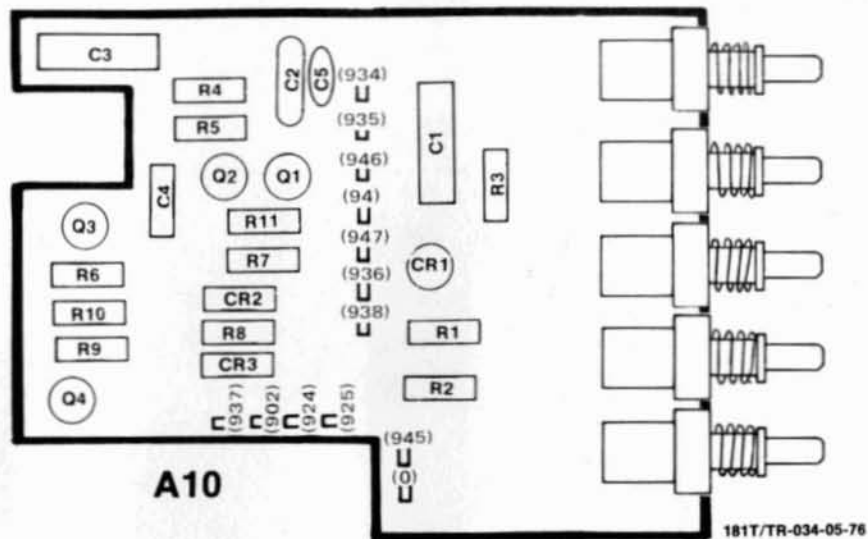 C3
R4
R5
C2
C5
(934)
(935)
(946)
(94)
(947)
(936)
(938)
C1
R3
C4
Q2
Q1
Q3
R11
R7
CR1
R6
CR2
R10
R8
R1
R9
CR3
R2
Q4
(937)
(902)
(924)
(925)
(945)
(0)
A10
181T/TR-034-05-76